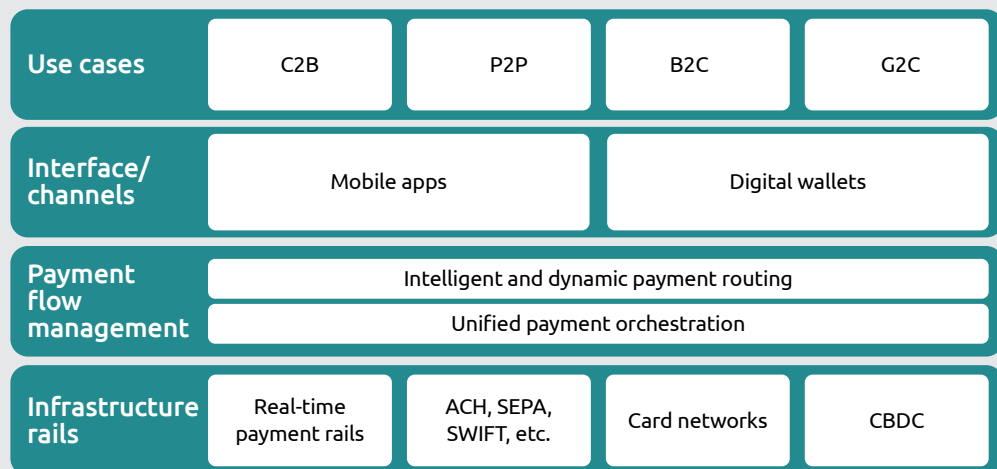 Use cases
C2B
P2P
B2C
G2C
Interface/
channels
Mobile apps
Digital wallets
Payment
flow
management
Intelligent and dynamic payment routing
Unified payment orchestration
Infrastructure
rails
Real-time
payment rails
ACH, SEPA,
SWIFT, etc.
Card networks
CBDC